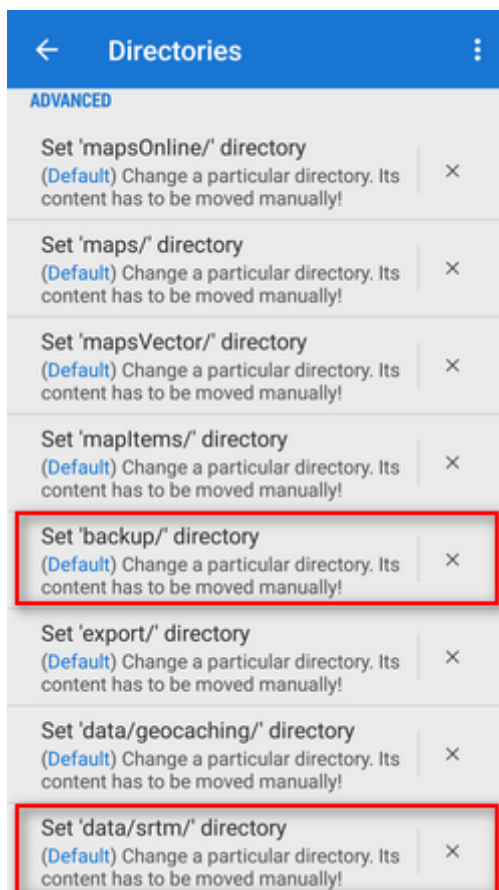 Directories
ADVANCED
Set 'mapsOnline/' directory
(Default) Change a particular directory. Its
content has to be moved manually!
Set 'maps/' directory
(Default) Change a particular directory. Its
content has to be moved manually!
Set 'mapsVector/' directory
(Default) Change a particular directory. Its
content has to be moved manually!
Set 'mapItems/' directory
(Default) Change a particular directory. Its
content has to be moved manually!
Set 'backup/' directory
(Default) Change a particular directory. Its
content has to be moved manually!
Set 'export/' directory
(Default) Change a particular directory. Its
content has to be moved manually!
Set 'data/geocaching/' directory
(Default) Change a particular directory. Its
content has to be moved manually!
Set 'data/srtm/' directory
(Default) Change a particular directory. Its
content has to be moved manually!